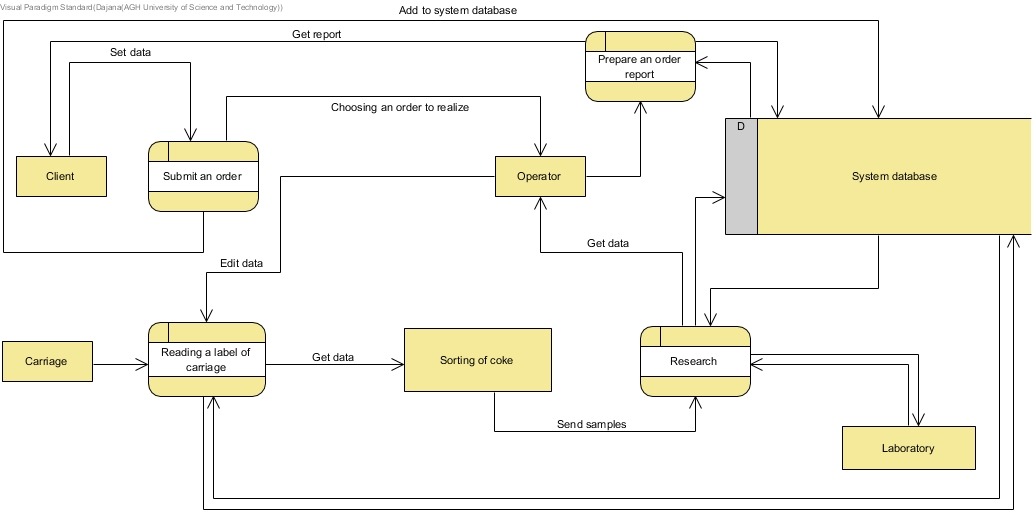 Visual Paradigm Standard(Dajana(AGH University of Science and Technology))
Add to system database
Get report
Set data
Prepare an order
report
Choosing an order to realize
D
Client
Submit an order
Operator
System database
Get data
Edit data
Carriage
Reading a label of
carriage
Get data
Sorting of coke
Research
Send samples
Laboratory